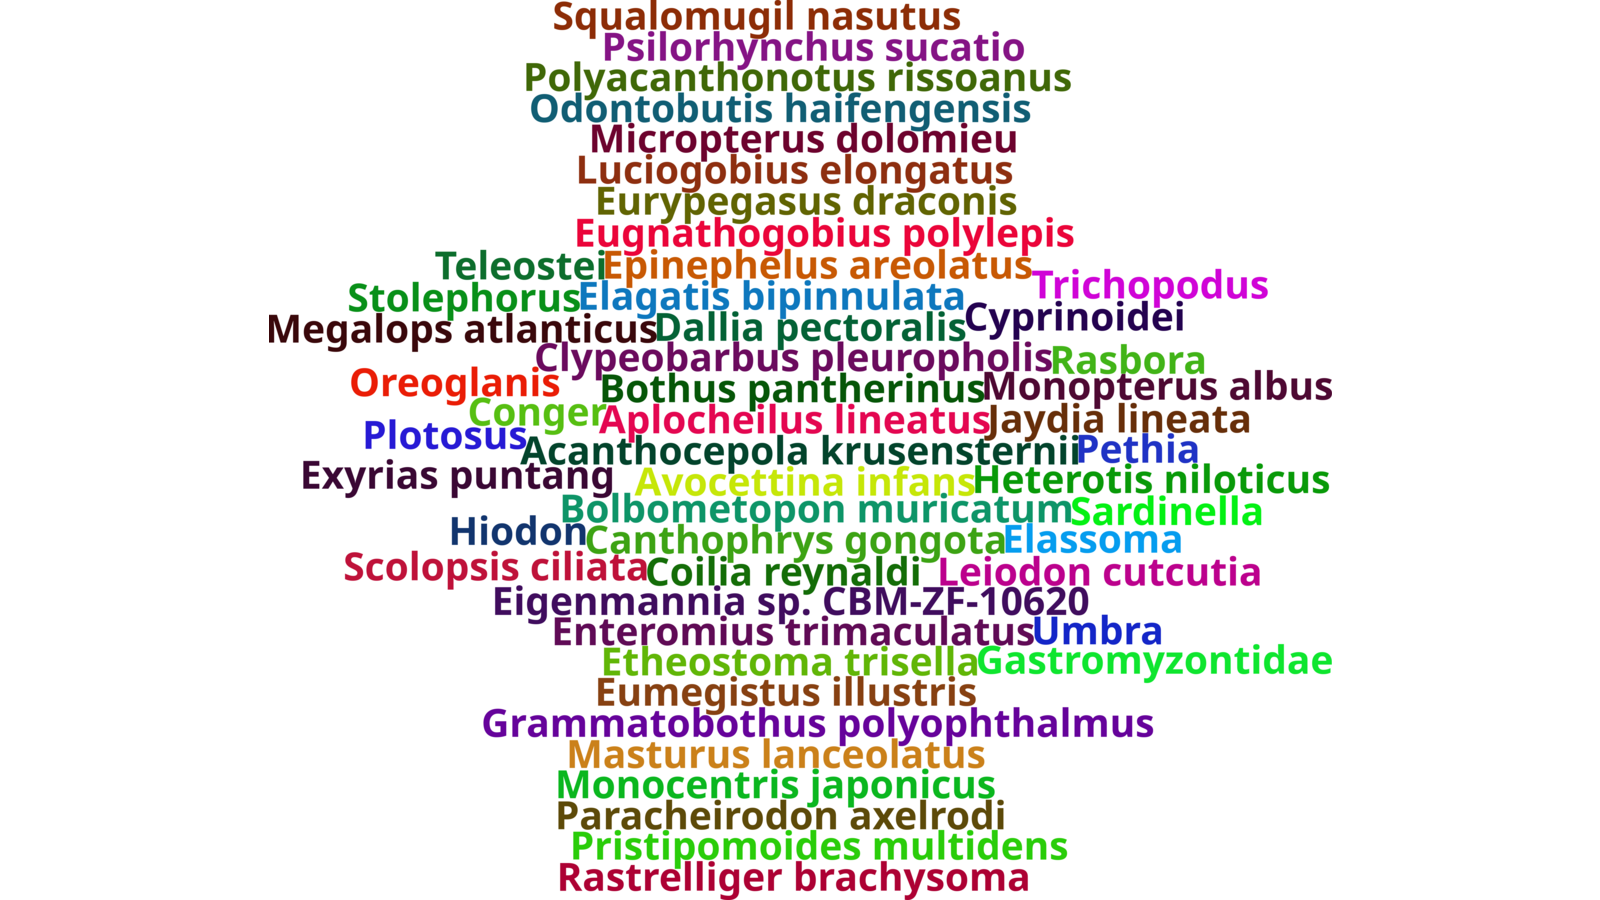 Squalomugil nasutus
Psilorhynchus sucatio
Polyacanthonotus rissoanus
Odontobutis haifengensis
Micropterus dolomieu
Luciogobius elongatus
Eurypegasus draconis
Eugnathogobius polylepis
Teleostei Epinephelus areolatus
Trichopodus
Stolephorus Elagatis bipinnulata
Cyprinoidei
Megalops atlanticus Dallia pectoralis
Clypeobarbus pleuropholis Rasbora
Oreoglanis Bothus pantherinus Monopterus albus
Conger Aplocheilus lineatus Jaydia lineata
Plotosus Acanthocepola krusensternii Pethia
Exyrias puntang Avocettina infans Heterotis niloticus
Bolbometopon muricatum Sardinella
Hiodon Canthophrys gongota Elassoma
Scolopsis ciliata Coilia reynaldi Leiodon cutcutia
Eigenmannia sp. CBM-ZF-10620
Enteromius trimaculatus Umbra
Etheostoma trisella Gastromyzontidae
Eumegistus illustris
Grammatobothus polyophthalmus
Masturus lanceolatus
Monocentris japonicus
Paracheirodon axelrodi
Pristipomoides multidens
Rastrelliger brachysoma